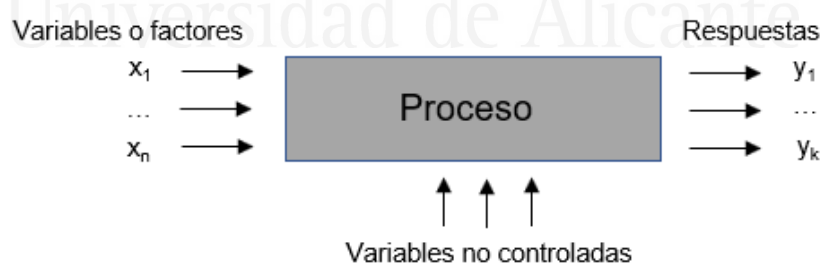 Universidad de Alicante
Variables o factores
Respuestas
x1
y1
...
Proceso
...
xn
yk
Variables no controladas